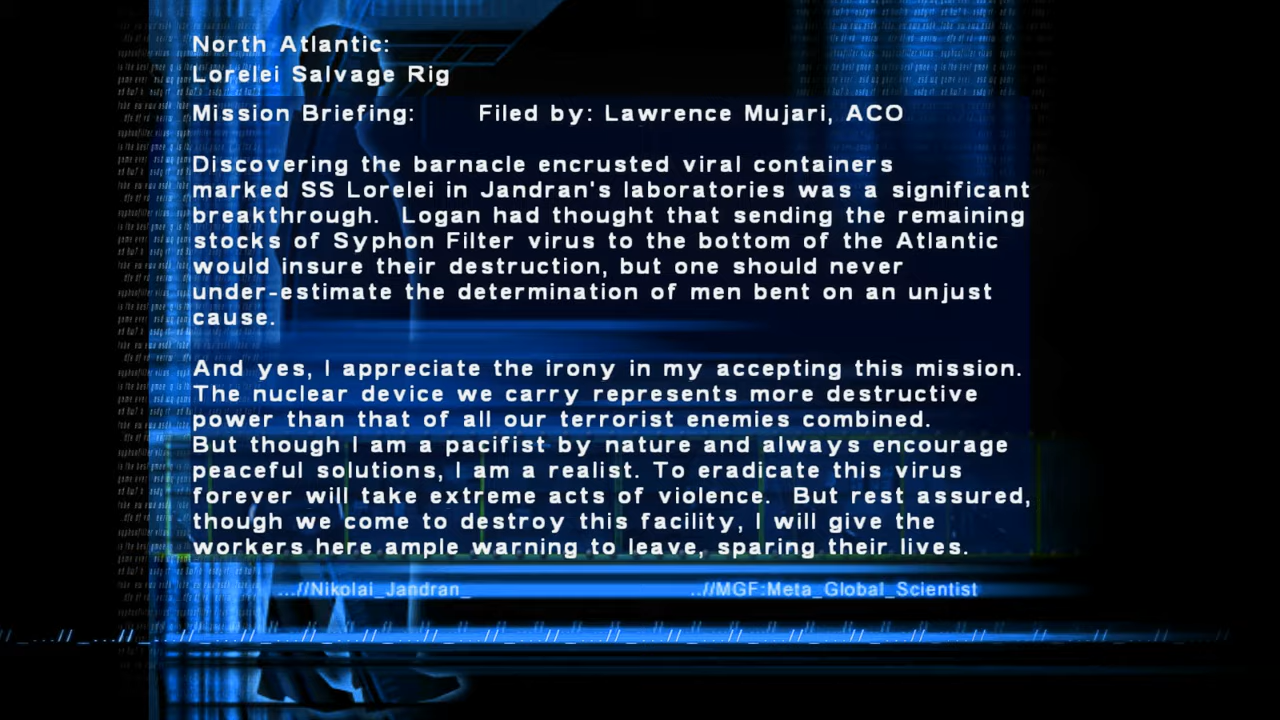 North Atlantic:
Lorelei Salvage Rig
Mission Briefing: Filed by: Lawrence Mujari, ACO
Discovering the barnacle encrusted viral containers
marked SS Lorelei in Jandran's laboratories was a significant
breakthrough. Logan had thought that sending the remaining
stocks of Syphon Filter virus to the bottom of the Atlantic
would insure their destruction, but one should never
under-estimate the determination of men bent on an unjust
cause.
And yes, I appreciate the irony in my accepting this mission.
The nuclear device we carry represents more destructive
power than that of all our terrorist enemies combined.
But though I am a pacifist by nature and always encourage
peaceful solutions, I am a realist. To eradicate this virus
forever will take extreme acts of violence. But rest assured,
though we come to destroy this facility, I will give the
workers here ample warning to leave, sparing their lives.
...//Nikolai_Jandran_ ..//MGF:Meta_Global_Scientist